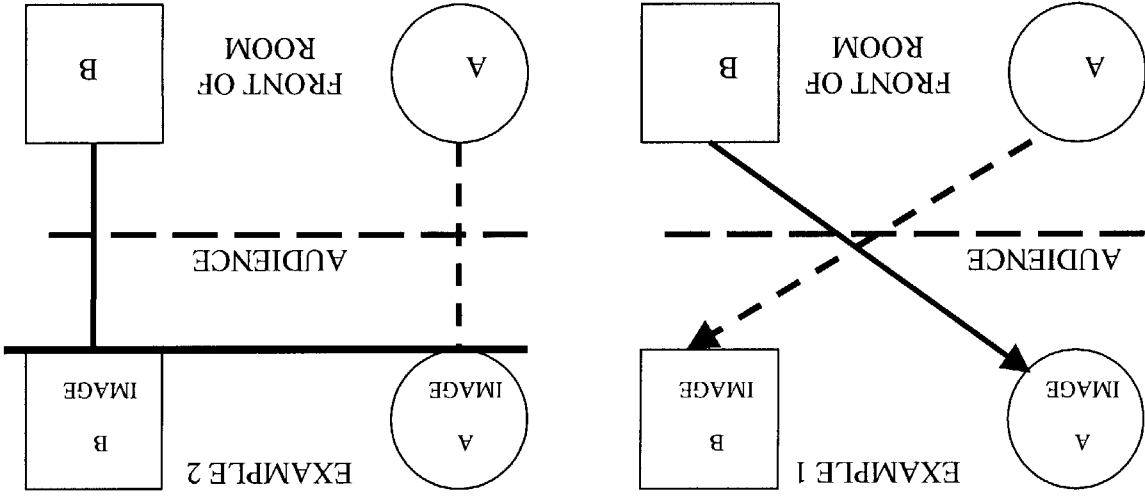 EXAMPLE 1
A
IMAGE
B
IMAGE
AUDIENCE
A
FRONT OF
ROOM
B
EXAMPLE 2
A
IMAGE
B
IMAGE
AUDIENCE
A
FRONT OF
ROOM
B